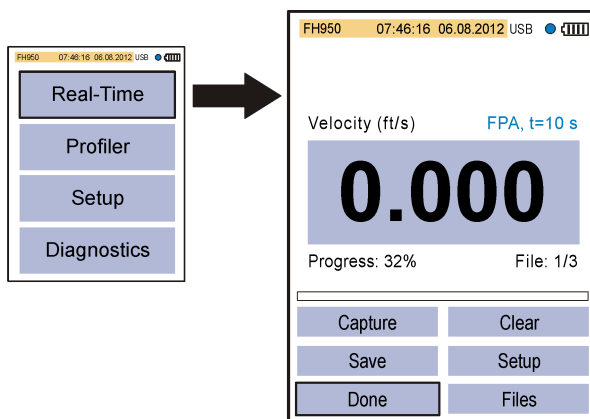 FH950 07:46:16 06.08.2012 USB
Real-Time
Profiler
Setup
Diagnostics
FH950 07:46:16 06.08.2012 USB
Velocity (ft/s) FPA, t=10 s
0.000
Progress: 32% File: 1/3
Capture Clear
Save Setup
Done Files